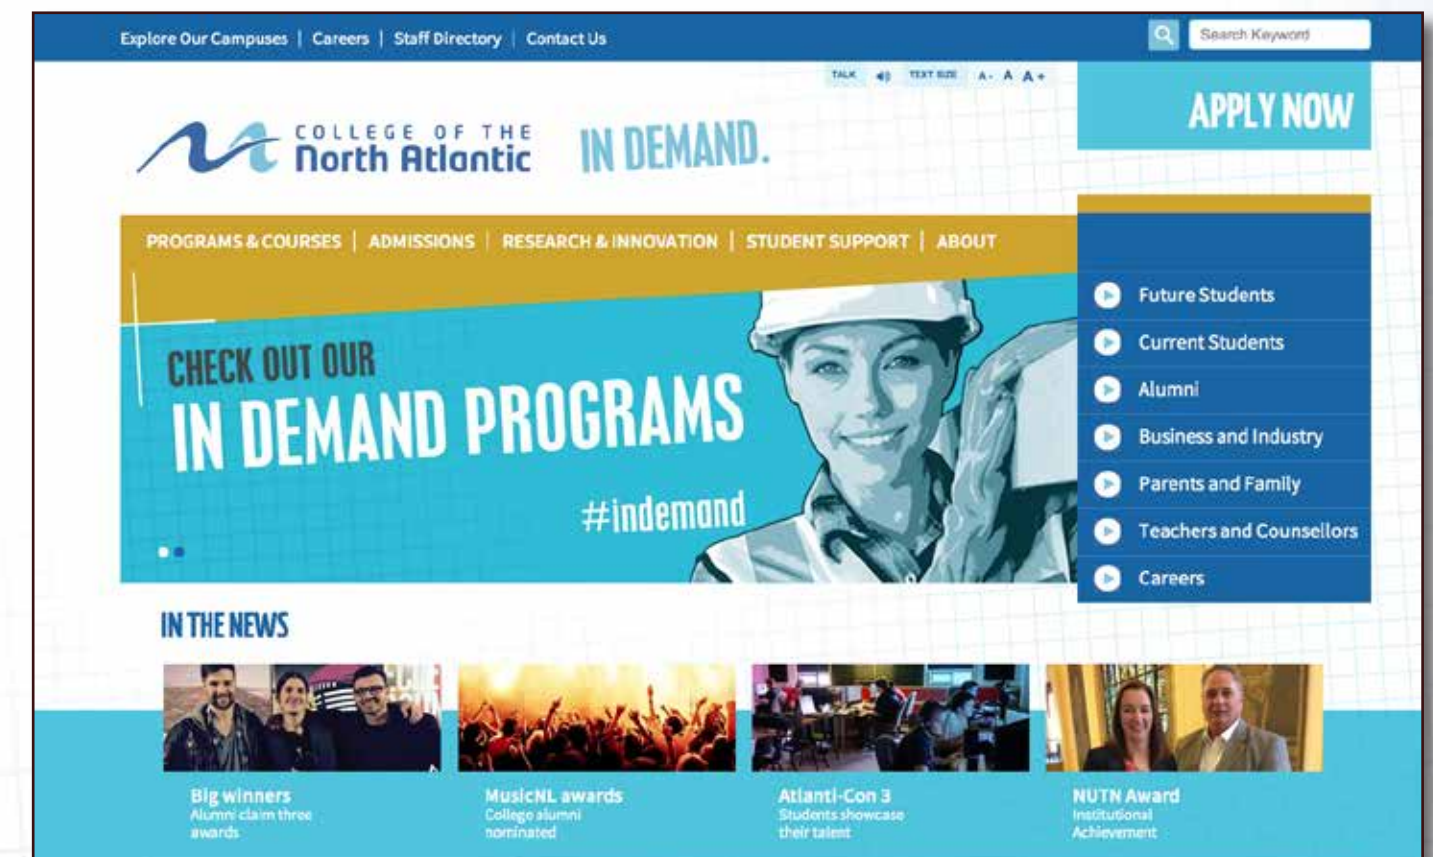 Explore Our Campuses | Careers | Staff Directory | Contact Us
Search Keyword
TALK TEXT SIZE A- A A+
APPLY NOW
COLLEGE OF THE
North Atlantic
IN DEMAND.
PROGRAMS & COURSES | ADMISSIONS | RESEARCH & INNOVATION | STUDENT SUPPORT | ABOUT
CHECK OUT OUR
IN DEMAND PROGRAMS
#indemand
Future Students
Current Students
Alumni
Business and Industry
Parents and Family
Teachers and Counsellors
Careers
IN THE NEWS
Big winners
Alumni claim three
awards
MusicNL awards
College alumni
nominated
Atlanti-Con 3
Students showcase
their talent
NUTN Award
Institutional
Achievement